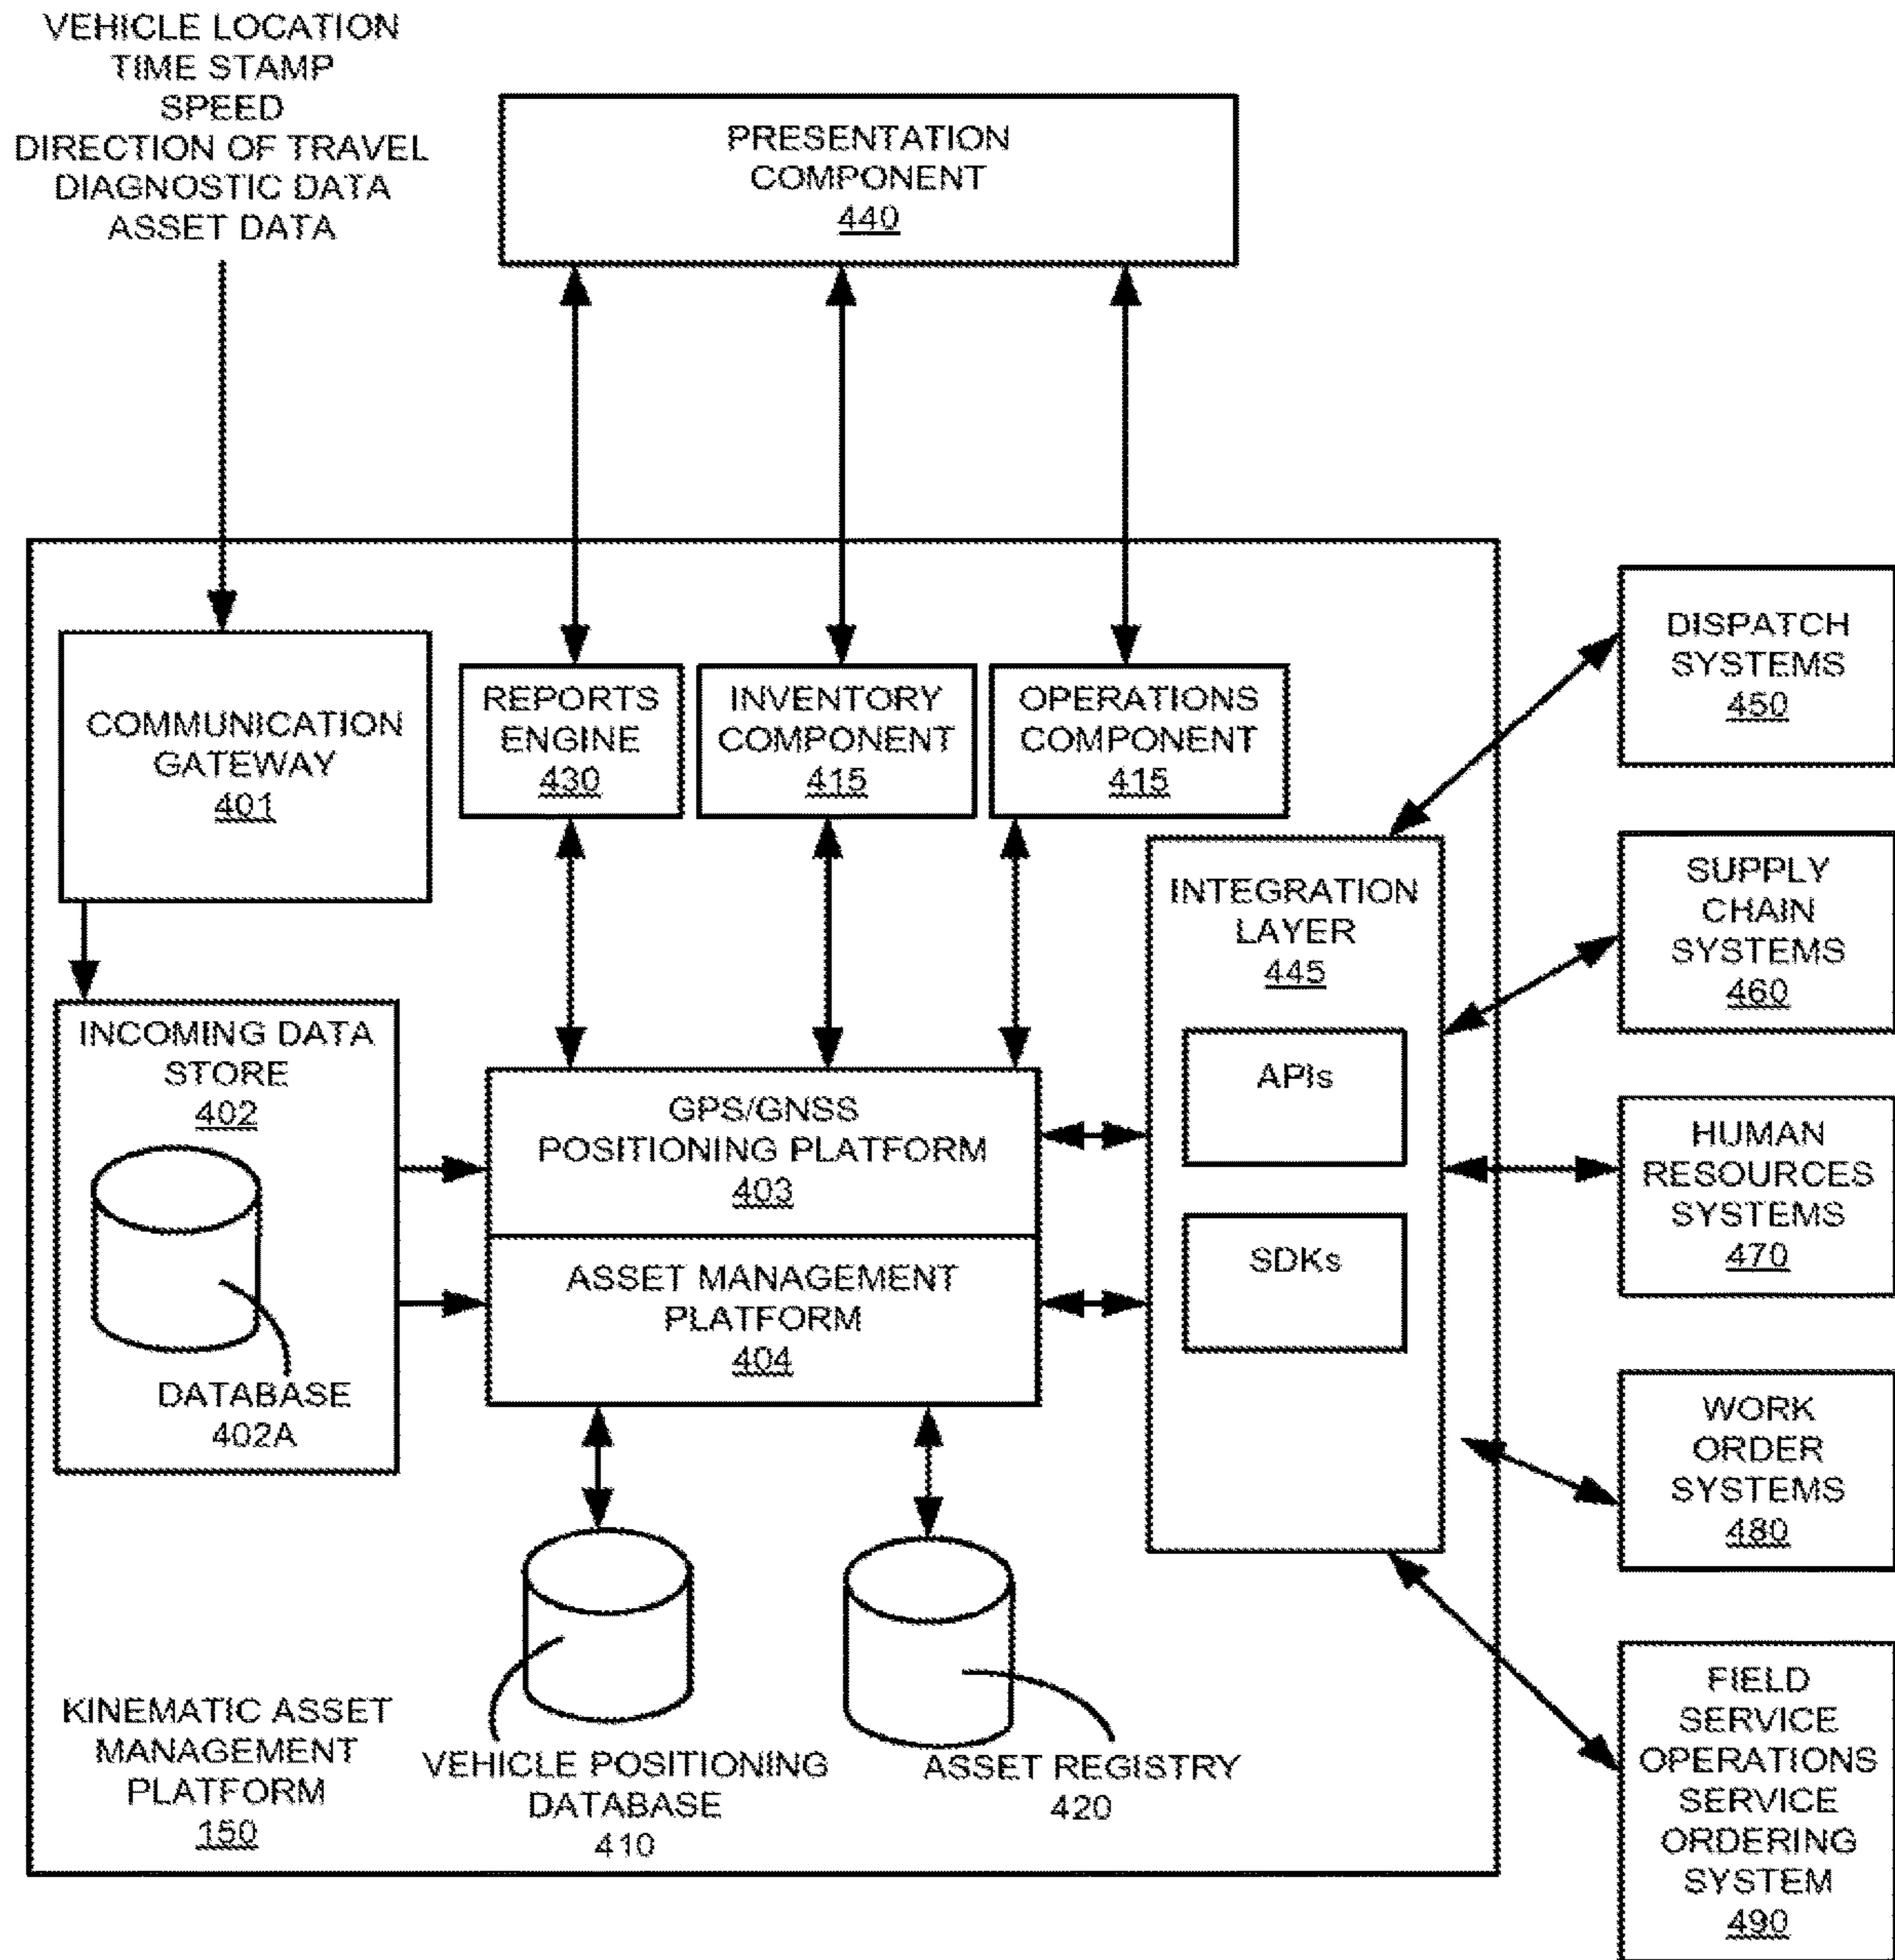 VEHICLE LOCATION
TIME STAMP
SPEED
DIRECTION OF TRAVEL
DIAGNOSTIC DATA
ASSET DATA
PRESENTATION
COMPONENT
440
COMMUNICATION
GATEWAY
401
REPORTS
ENGINE
430
INVENTORY
COMPONENT
415
OPERATIONS
COMPONENT
415
DISPATCH
SYSTEMS
450
INTEGRATION
LAYER
445
APIs
SDKs
SUPPLY
CHAIN
SYSTEMS
460
INCOMING DATA
STORE
402
DATABASE
402A
GPS/GNSS
POSITIONING PLATFORM
403
ASSET MANAGEMENT
PLATFORM
404
HUMAN
RESOURCES
SYSTEMS
470
WORK
ORDER
SYSTEMS
480
KINEMATIC ASSET
MANAGEMENT
PLATFORM
150
VEHICLE POSITIONING
DATABASE
410
ASSET REGISTRY
420
FIELD
SERVICE
OPERATIONS
SERVICE
ORDERING
SYSTEM
490